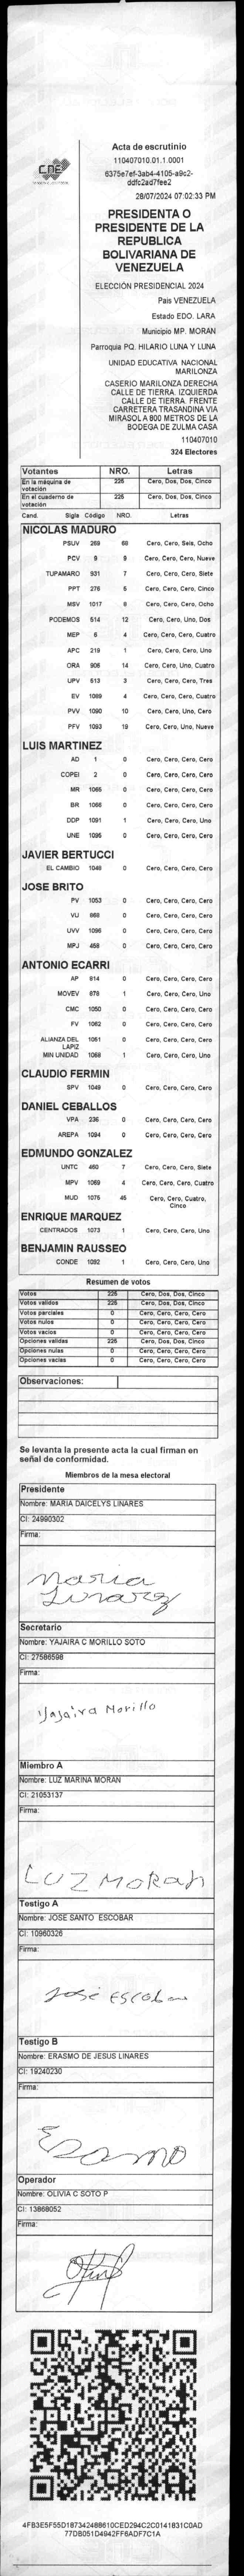 CNE
Acta de escrutinio
110407010.01.1.0001
6375e7ef-3ab4-4105-a9c2-
ddfc2ad7fee2
28/07/2024 07:02:33 PM
PRESIDENTA O
PRESIDENTE DE LA
REPUBLICA
BOLIVARIANA DE
VENEZUELA
ELECCIÓN PRESIDENCIAL 2024
País VENEZUELA
Estado EDO. LARA
Municipio MP. MORAN
Parroquia PQ. HILARIO LUNA Y LUNA
UNIDAD EDUCATIVA NACIONAL
MARILONZA
CASERIO MARILONZA DERECHA
CALLE DE TIERRA. IZQUIERDA
CALLE DE TIERRA. FRENTE
CARRETERA TRASANDINA VIA
MIRASOL A 800 METROS DE LA
BODEGA DE ZULMA CASA
110407010
324 Electores
Votantes NRO. Letras
En la máquina de votación 225 Cero, Dos, Dos, Cinco
En el cuaderno de votación 225 Cero, Dos, Dos, Cinco
Cand. Sigla Código NRO. Letras
NICOLAS MADURO
PSUV 269 68 Cero, Cero, Seis, Ocho
PCV 9 9 Cero, Cero, Cero, Nueve
TUPAMARO 931 7 Cero, Cero, Cero, Siete
PPT 276 5 Cero, Cero, Cero, Cinco
MSV 1017 8 Cero, Cero, Cero, Ocho
PODEMOS 514 12 Cero, Cero, Uno, Dos
MEP 6 4 Cero, Cero, Cero, Cuatro
APC 219 1 Cero, Cero, Cero, Uno
ORA 906 14 Cero, Cero, Uno, Cuatro
UPV 513 3 Cero, Cero, Cero, Tres
EV 1089 4 Cero, Cero, Cero, Cuatro
PVV 1090 10 Cero, Cero, Uno, Cero
PFV 1093 19 Cero, Cero, Uno, Nueve
LUIS MARTINEZ
AD 1 0 Cero, Cero, Cero, Cero
COPEI 2 0 Cero, Cero, Cero, Cero
MR 1065 0 Cero, Cero, Cero, Cero
BR 1066 0 Cero, Cero, Cero, Cero
DDP 1091 1 Cero, Cero, Cero, Uno
UNE 1095 0 Cero, Cero, Cero, Cero
JAVIER BERTUCCI
EL CAMBIO 1048 0 Cero, Cero, Cero, Cero
JOSE BRITO
PV 1053 0 Cero, Cero, Cero, Cero
VU 868 0 Cero, Cero, Cero, Cero
UVV 1096 0 Cero, Cero, Cero, Cero
MPJ 458 0 Cero, Cero, Cero, Cero
ANTONIO ECARRI
AP 814 0 Cero, Cero, Cero, Cero
MOVEV 978 1 Cero, Cero, Cero, Uno
CMC 1050 0 Cero, Cero, Cero, Cero
FV 1062 0 Cero, Cero, Cero, Cero
ALIANZA DEL LAPIZ 1051 0 Cero, Cero, Cero, Cero
MIN UNIDAD 1068 1 Cero, Cero, Cero, Uno
CLAUDIO FERMIN
SPV 1049 0 Cero, Cero, Cero, Cero
DANIEL CEBALLOS
VPA 236 0 Cero, Cero, Cero, Cero
AREPA 1094 0 Cero, Cero, Cero, Cero
EDMUNDO GONZALEZ
UNTC 460 7 Cero, Cero, Cero, Siete
MPV 1069 4 Cero, Cero, Cero, Cuatro
MUD 1075 45 Cero, Cero, Cuatro,
Cinco
ENRIQUE MARQUEZ
CENTRADOS 1073 1 Cero, Cero, Cero, Uno
BENJAMIN RAUSSEO
CONDE 1092 1 Cero, Cero, Cero, Uno
Resumen de votos
Votos 225 Cero, Dos, Dos, Cinco
Votos validos 225 Cero, Dos, Dos, Cinco
Votos parciales 0 Cero, Cero, Cero, Cero
Votos nulos 0 Cero, Cero, Cero, Cero
Votos vacios 0 Cero, Cero, Cero, Cero
Opciones validas 225 Cero, Dos, Dos, Cinco
Opciones nulas 0 Cero, Cero, Cero, Cero
Opciones vacias 0 Cero, Cero, Cero, Cero
Observaciones:
Se levanta la presente acta la cual firman en
señal de conformidad.
Miembros de la mesa electoral
Presidente
Nombre: MARIA DAICELYS LINARES
CI: 24990302
Firma:
Maria
Linarez
Secretario
Nombre: YAJAIRA C MORILLO SOTO
CI: 27586598
Firma:
Yajaira Morillo
Miembro A
Nombre: LUZ MARINA MORAN
CI: 21053137
Firma:
LUZ MORAN
Testigo A
Nombre: JOSE SANTO ESCOBAR
CI: 10960326
Firma:
José Escobar
Testigo B
Nombre: ERASMO DE JESUS LINARES
CI: 19240230
Firma:
Operador
Nombre: OLIVIA C SOTO P
CI: 13868052
Firma:
4FB3E5F55D187342488610CED294C2C0141831C0AD
77DB051D4942FF6ADF7C1A